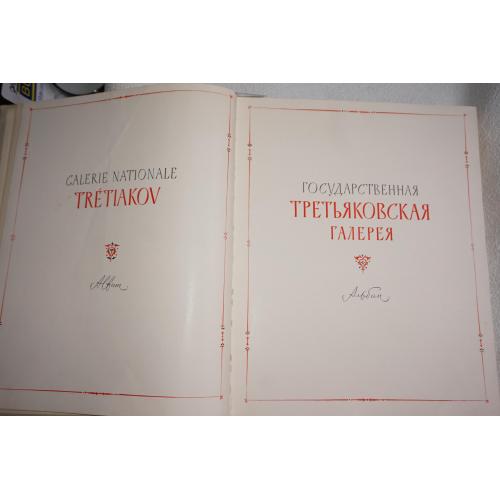 GALERIE NATIONALE
TRÉTIAKOV
Album
ГОСУДАРСТВЕННАЯ
ТРЕТЬЯКОВСКАЯ
ГАЛЕРЕЯ
Альбом